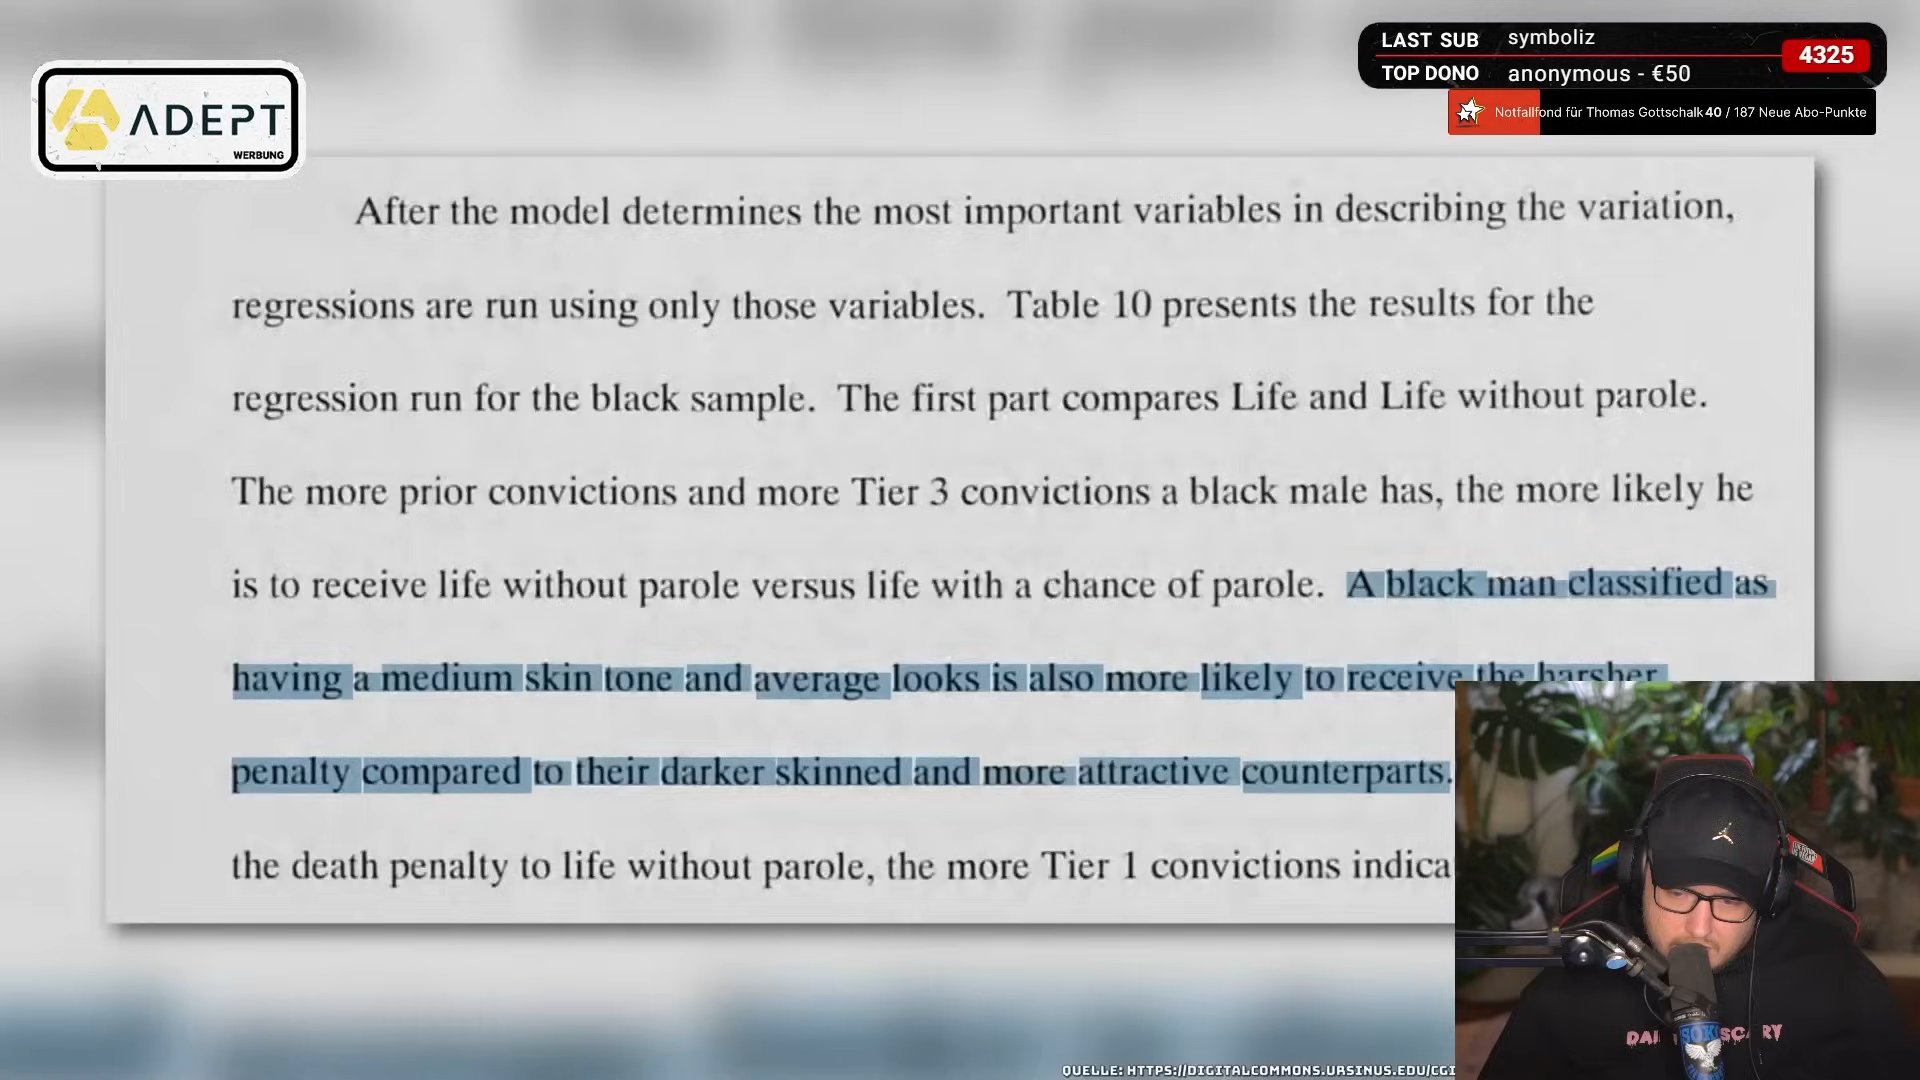 LAST SUB symboliz
4325
TOP DONO anonymous - €50
Notfallfond für Thomas Gottschalk 40 / 187 Neue Abo-Punkte
ADEPT
WERBUNG
After the model determines the most important variables in describing the variation,
regressions are run using only those variables. Table 10 presents the results for the
regression run for the black sample. The first part compares Life and Life without parole.
The more prior convictions and more Tier 3 convictions a black male has, the more likely he
is to receive life without parole versus life with a chance of parole. A black man classified as
having a medium skin tone and average looks is also more likely to receive the harsher
penalty compared to their darker skinned and more attractive counterparts.
the death penalty to life without parole, the more Tier 1 convictions indica
QUELLE: HTTPS://DIGITALCOMMONS.URSINUS.EDU/CGI